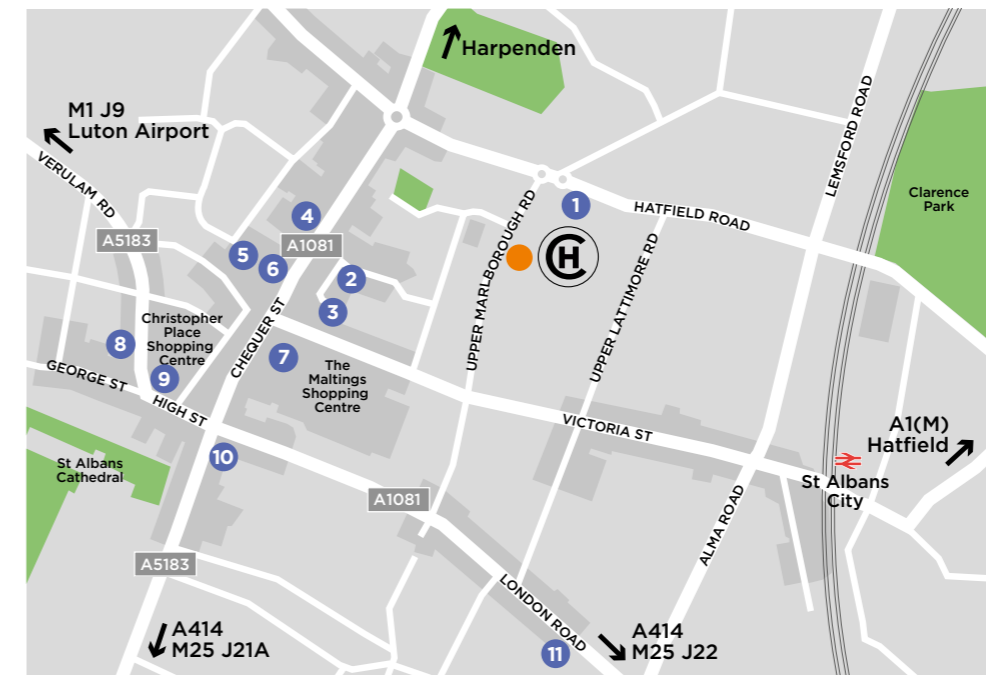 Harpenden
M1 J9
Luton Airport
VERULAM RD
LEMSFORD ROAD
Clarence
Park
A5183
4
A1081
1
HATFIELD ROAD
UPPER MARLBOROUGH RD
CH
5
6
2
3
UPPER LATTIMORE RD
CHEQUER ST
Christopher
Place
Shopping
Centre
8
7
The
Maltings
Shopping
Centre
9
GEORGE ST
HIGH ST
VICTORIA ST
A1(M)
Hatfield
10
St Albans
Cathedral
St Albans
City
A1081
ALMA ROAD
A5183
LONDON ROAD
A414
M25 J21A
11
A414
M25 J22